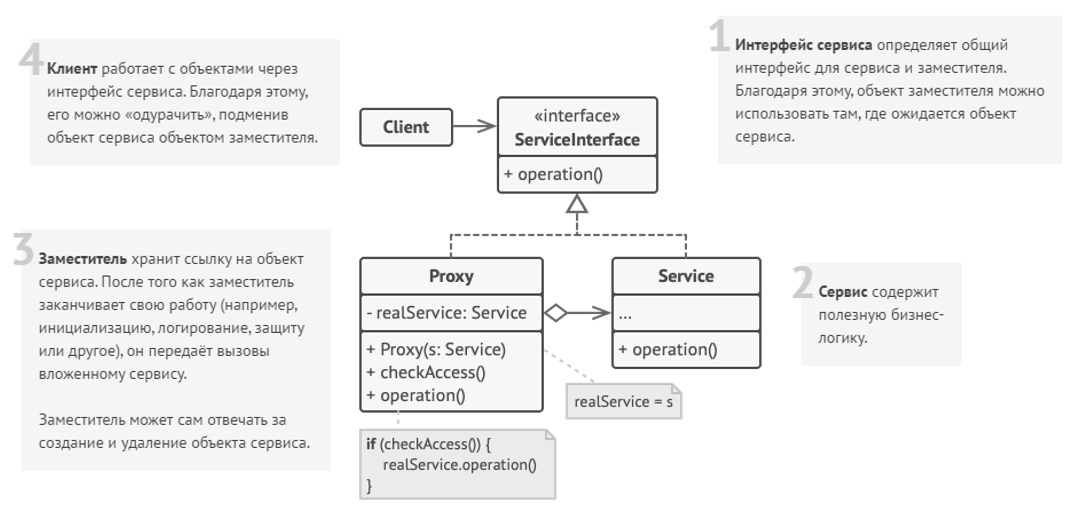 1
Интерфейс сервиса определяет общий
интерфейс для сервиса и заместителя.
Благодаря этому, объект заместителя можно
использовать там, где ожидается объект
сервиса.
4
Клиент работает с объектами через
интерфейс сервиса. Благодаря этому,
его можно «одурачить», подменив
объект сервиса объектом заместителя.
Client
«interface»
ServiceInterface
+ operation()
3
Заместитель хранит ссылку на объект
сервиса. После того как заместитель
заканчивает свою работу (например,
инициализацию, логирование, защиту
или другое), он передаёт вызовы
вложенному сервису.
Заместитель может сам отвечать за
создание и удаление объекта сервиса.
Proxy
- realService: Service
+ Proxy(s: Service)
+ checkAccess()
+ operation()
Service
...
+ operation()
2
Сервис содержит
полезную бизнес-
логику.
realService = s
if (checkAccess()) {
realService.operation()
}